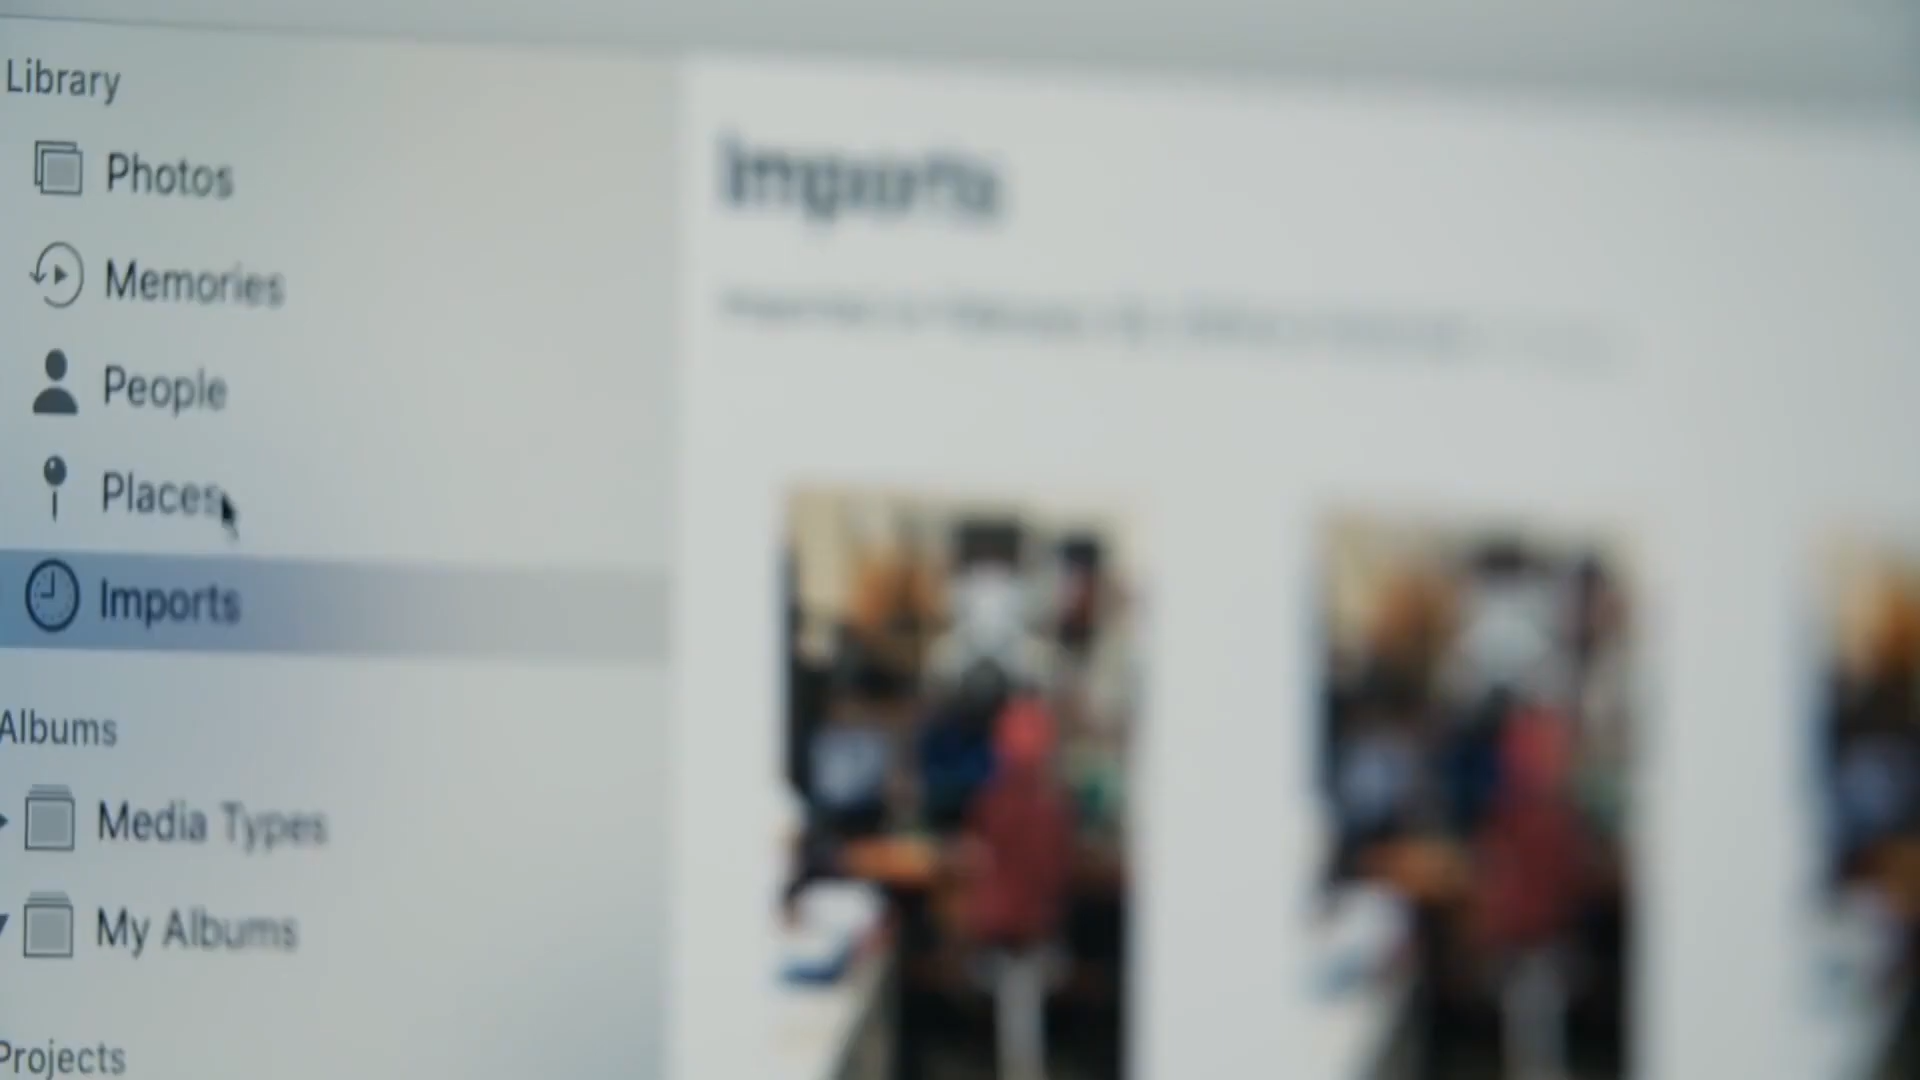 Library
Photos
Memories
People
Places
Imports
Albums
Media Types
My Albums
Projects
Imports